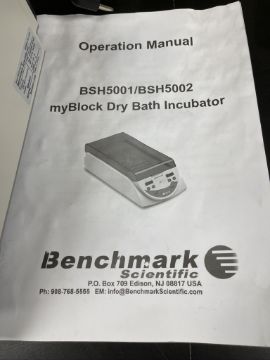 Operation Manual
BSH5001/BSH5002
myBlock Dry Bath Incubator
Benchmark
Scientific
P.O. Box 709 Edison, NJ 08817 USA
Ph: 908-768-5555 EM: info@BenchmarkScientific.com